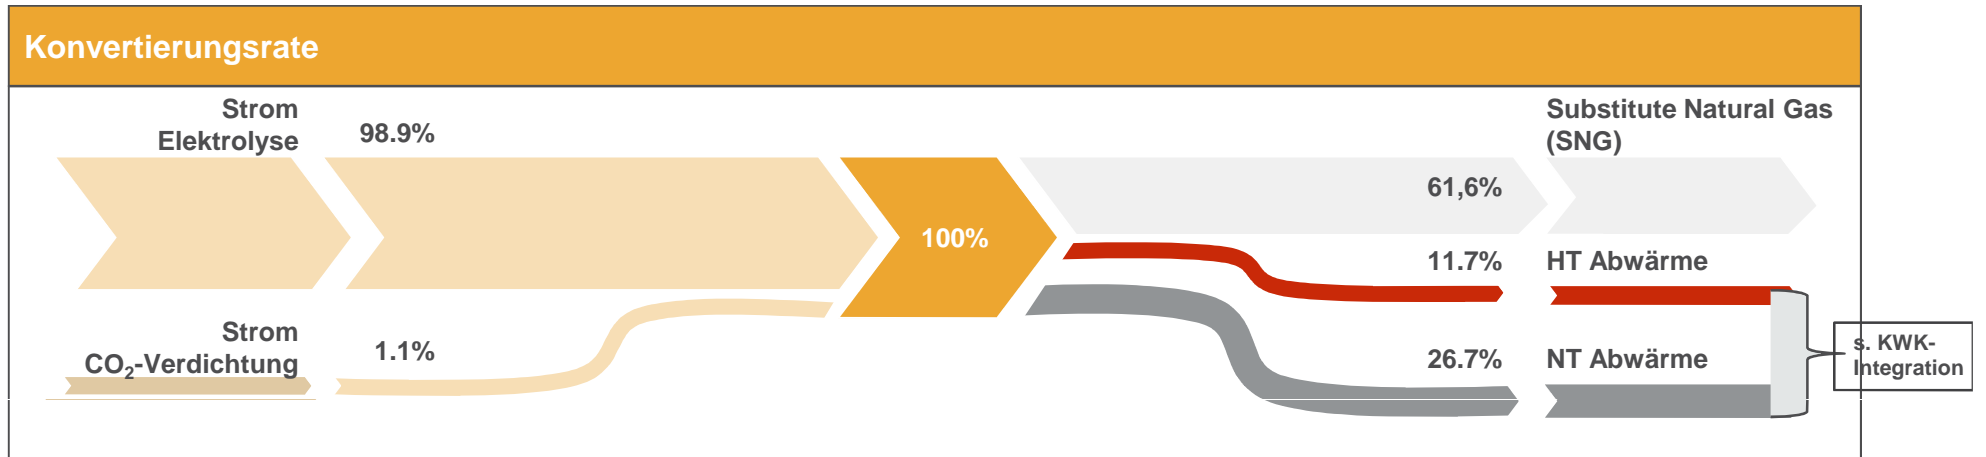 Konvertierungsrate
Strom
Elektrolyse
98.9%
Substitute Natural Gas
(SNG)
61,6%
100%
11.7%
HT Abwärme
Strom
CO₂-Verdichtung
1.1%
26.7%
NT Abwärme
s. KWK-
Integration